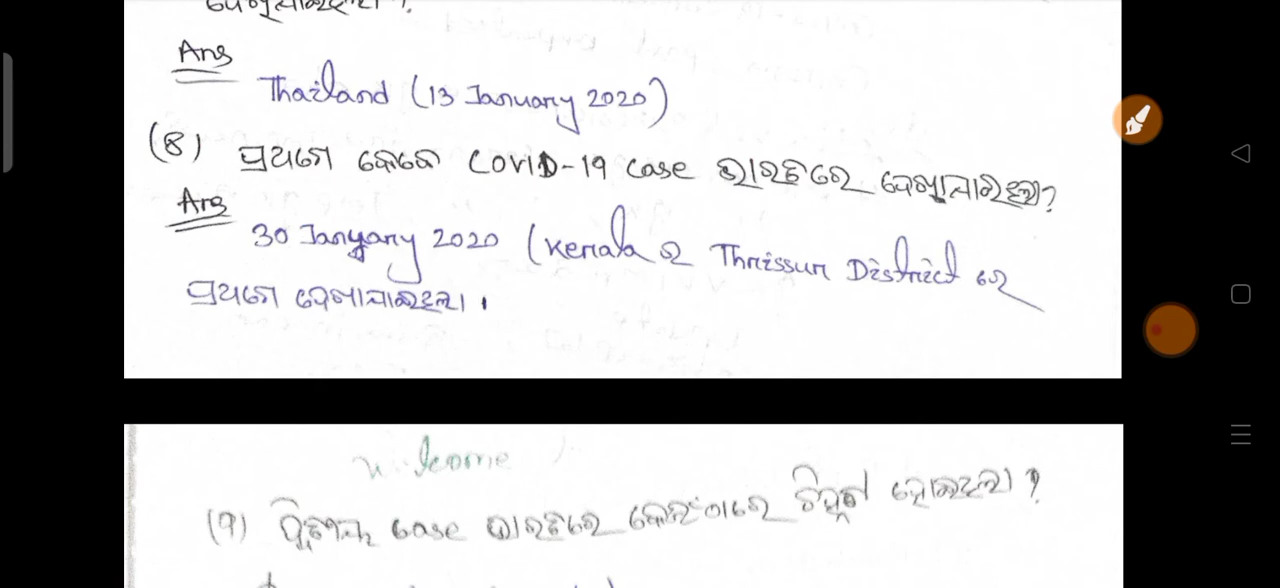 Ans
Thailand (13 January 2020)
(8) ପ୍ରଥମେ କେବେ COVID-19 case ଭାରତରେ ଦେଖାଯାଇଥିଲା?
Ans
30 January 2020 (Kerala ର Thrissur District ରେ
ପ୍ରଥମେ ଦେଖାଯାଇଥିଲା ।
(9) ଦ୍ୱିତୀୟ case ଭାରତରେ କେଉଁଠାରେ ଚିହ୍ନଟ ହୋଇଥିଲା ?